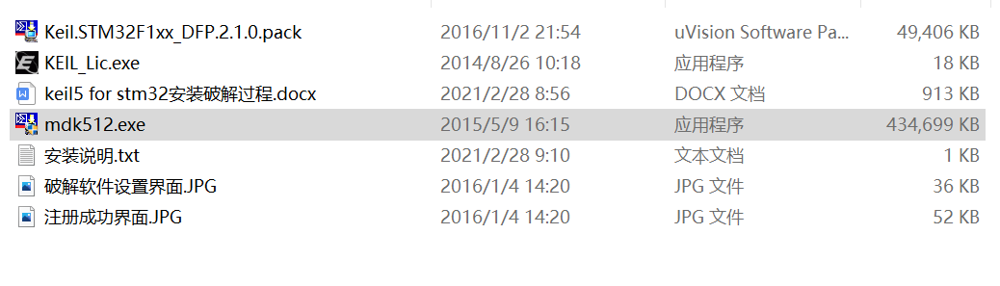 Keil.STM32F1xx_DFP.2.1.0.pack 2016/11/2 21:54 uVision Software Pa... 49,406 KB
KEIL_Lic.exe 2014/8/26 10:18 应用程序 18 KB
keil5 for stm32安装破解过程.docx 2021/2/28 8:56 DOCX 文档 913 KB
mdk512.exe 2015/5/9 16:15 应用程序 434,699 KB
安装说明.txt 2021/2/28 9:10 文本文档 1 KB
破解软件设置界面.JPG 2016/1/4 14:20 JPG 文件 36 KB
注册成功界面.JPG 2016/1/4 14:20 JPG 文件 52 KB